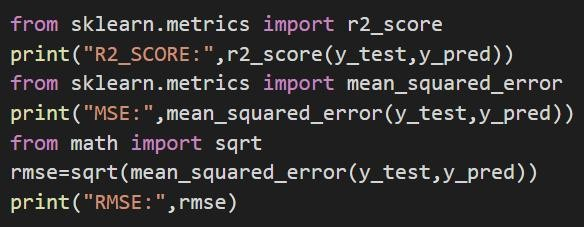 from sklearn.metrics import r2_score
print("R2_SCORE:",r2_score(y_test,y_pred))
from sklearn.metrics import mean_squared_error
print("MSE:",mean_squared_error(y_test,y_pred))
from math import sqrt
rmse=sqrt(mean_squared_error(y_test,y_pred))
print("RMSE:",rmse)